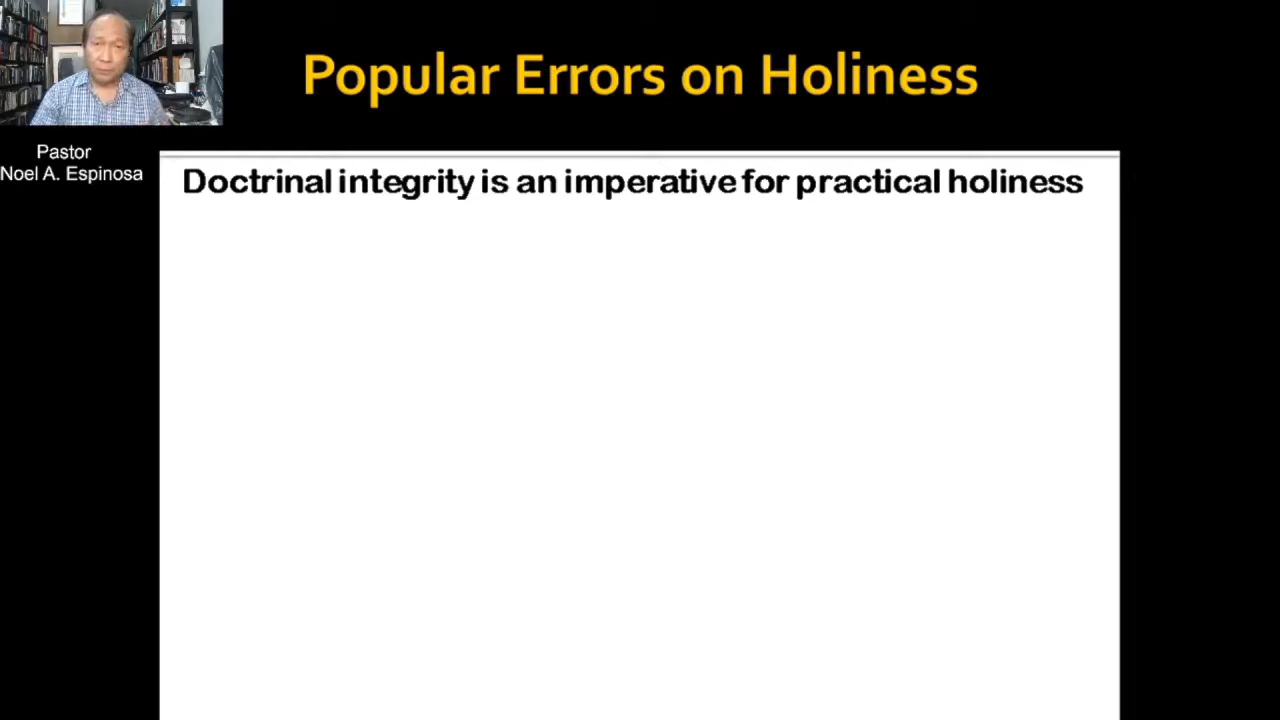 Popular Errors on Holiness
Pastor
Noel A. Espinosa
Doctrinal integrity is an imperative for practical holiness